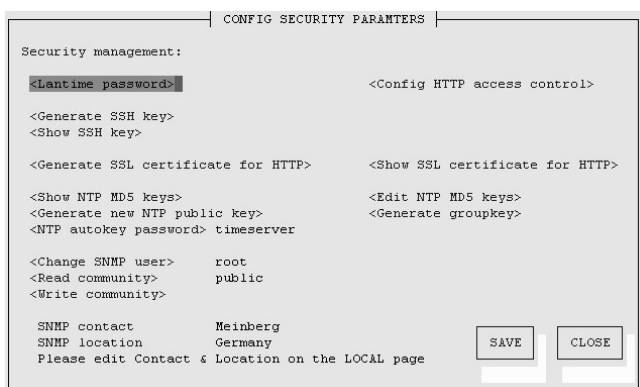 CONFIG SECURITY PARAMTERS
Security management:
<Lantime password> <Config HTTP access control>
<Generate SSH key>
<Show SSH key>
<Generate SSL certificate for HTTP> <Show SSL certificate for HTTP>
<Show NTP MD5 keys> <Edit NTP MD5 keys>
<Generate new NTP public key> <Generate groupkey>
<NTP autokey password> timeserver
<Change SNMP user> root
<Read community> public
<Write community>
SNMP contact Meinberg
SNMP location Germany
Please edit Contact & Location on the LOCAL page
SAVE CLOSE